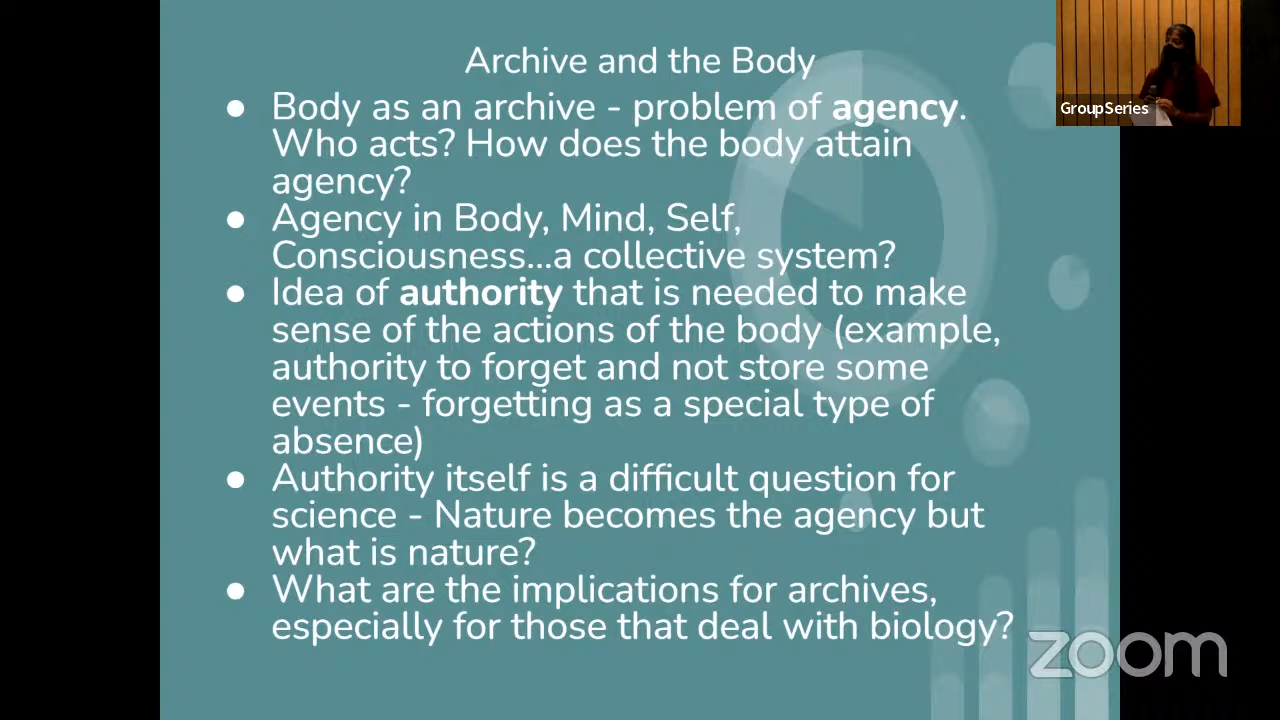 Archive and the Body
● Body as an archive - problem of agency.
Who acts? How does the body attain
agency?
● Agency in Body, Mind, Self,
Consciousness...a collective system?
● Idea of authority that is needed to make
sense of the actions of the body (example,
authority to forget and not store some
events - forgetting as a special type of
absence)
● Authority itself is a difficult question for
science - Nature becomes the agency but
what is nature?
● What are the implications for archives,
especially for those that deal with biology?
GroupSeries
zoom